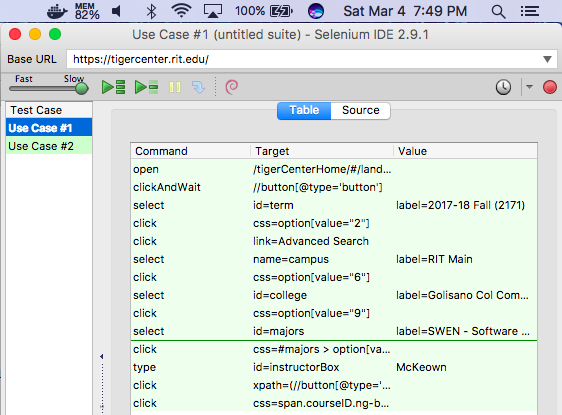 MEM
82%
100%
Sat Mar 4 7:49 PM
Use Case #1 (untitled suite) - Selenium IDE 2.9.1
Base URL https://tigercenter.rit.edu/
Fast Slow
Table Source
Test Case
Use Case #1
Use Case #2
Command Target Value
open /tigerCenterHome/#/land...
clickAndWait //button[@type='button']
select id=term label=2017-18 Fall (2171)
click css=option[value="2"]
click link=Advanced Search
select name=campus label=RIT Main
click css=option[value="6"]
select id=college label=Golisano Col Com...
click css=option[value="9"]
select id=majors label=SWEN - Software ...
click css=#majors > option[va...
type id=instructorBox McKeown
click xpath=(//button[@type='...
click css=span.courseID.ng-b...